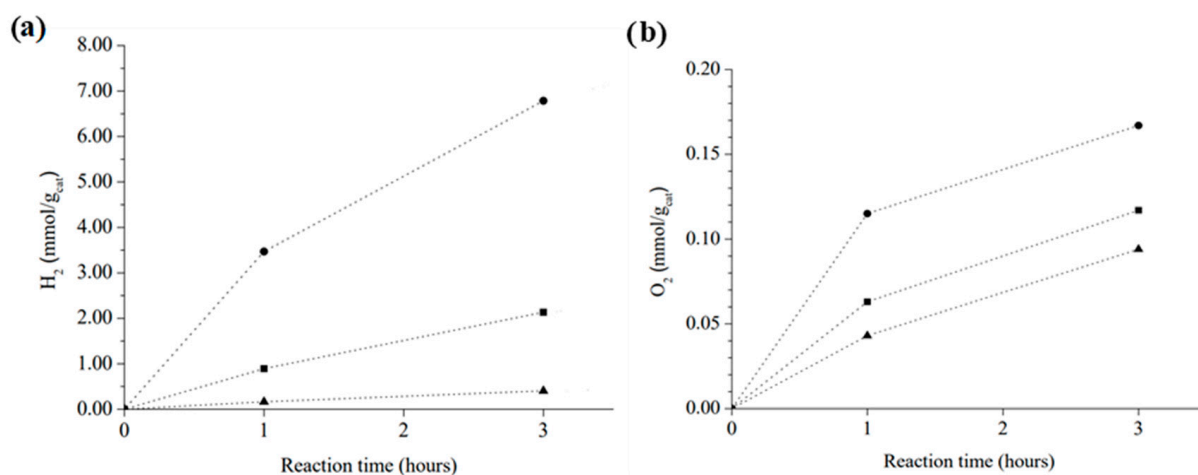 (a)
8.00
7.00
6.00
5.00
4.00
3.00
2.00
1.00
0.00
H2 (mmol/gcat)
0 1 2 3
Reaction time (hours)
(b)
0.20
0.15
0.10
0.05
0.00
O2 (mmol/gcat)
0 1 2 3
Reaction time (hours)